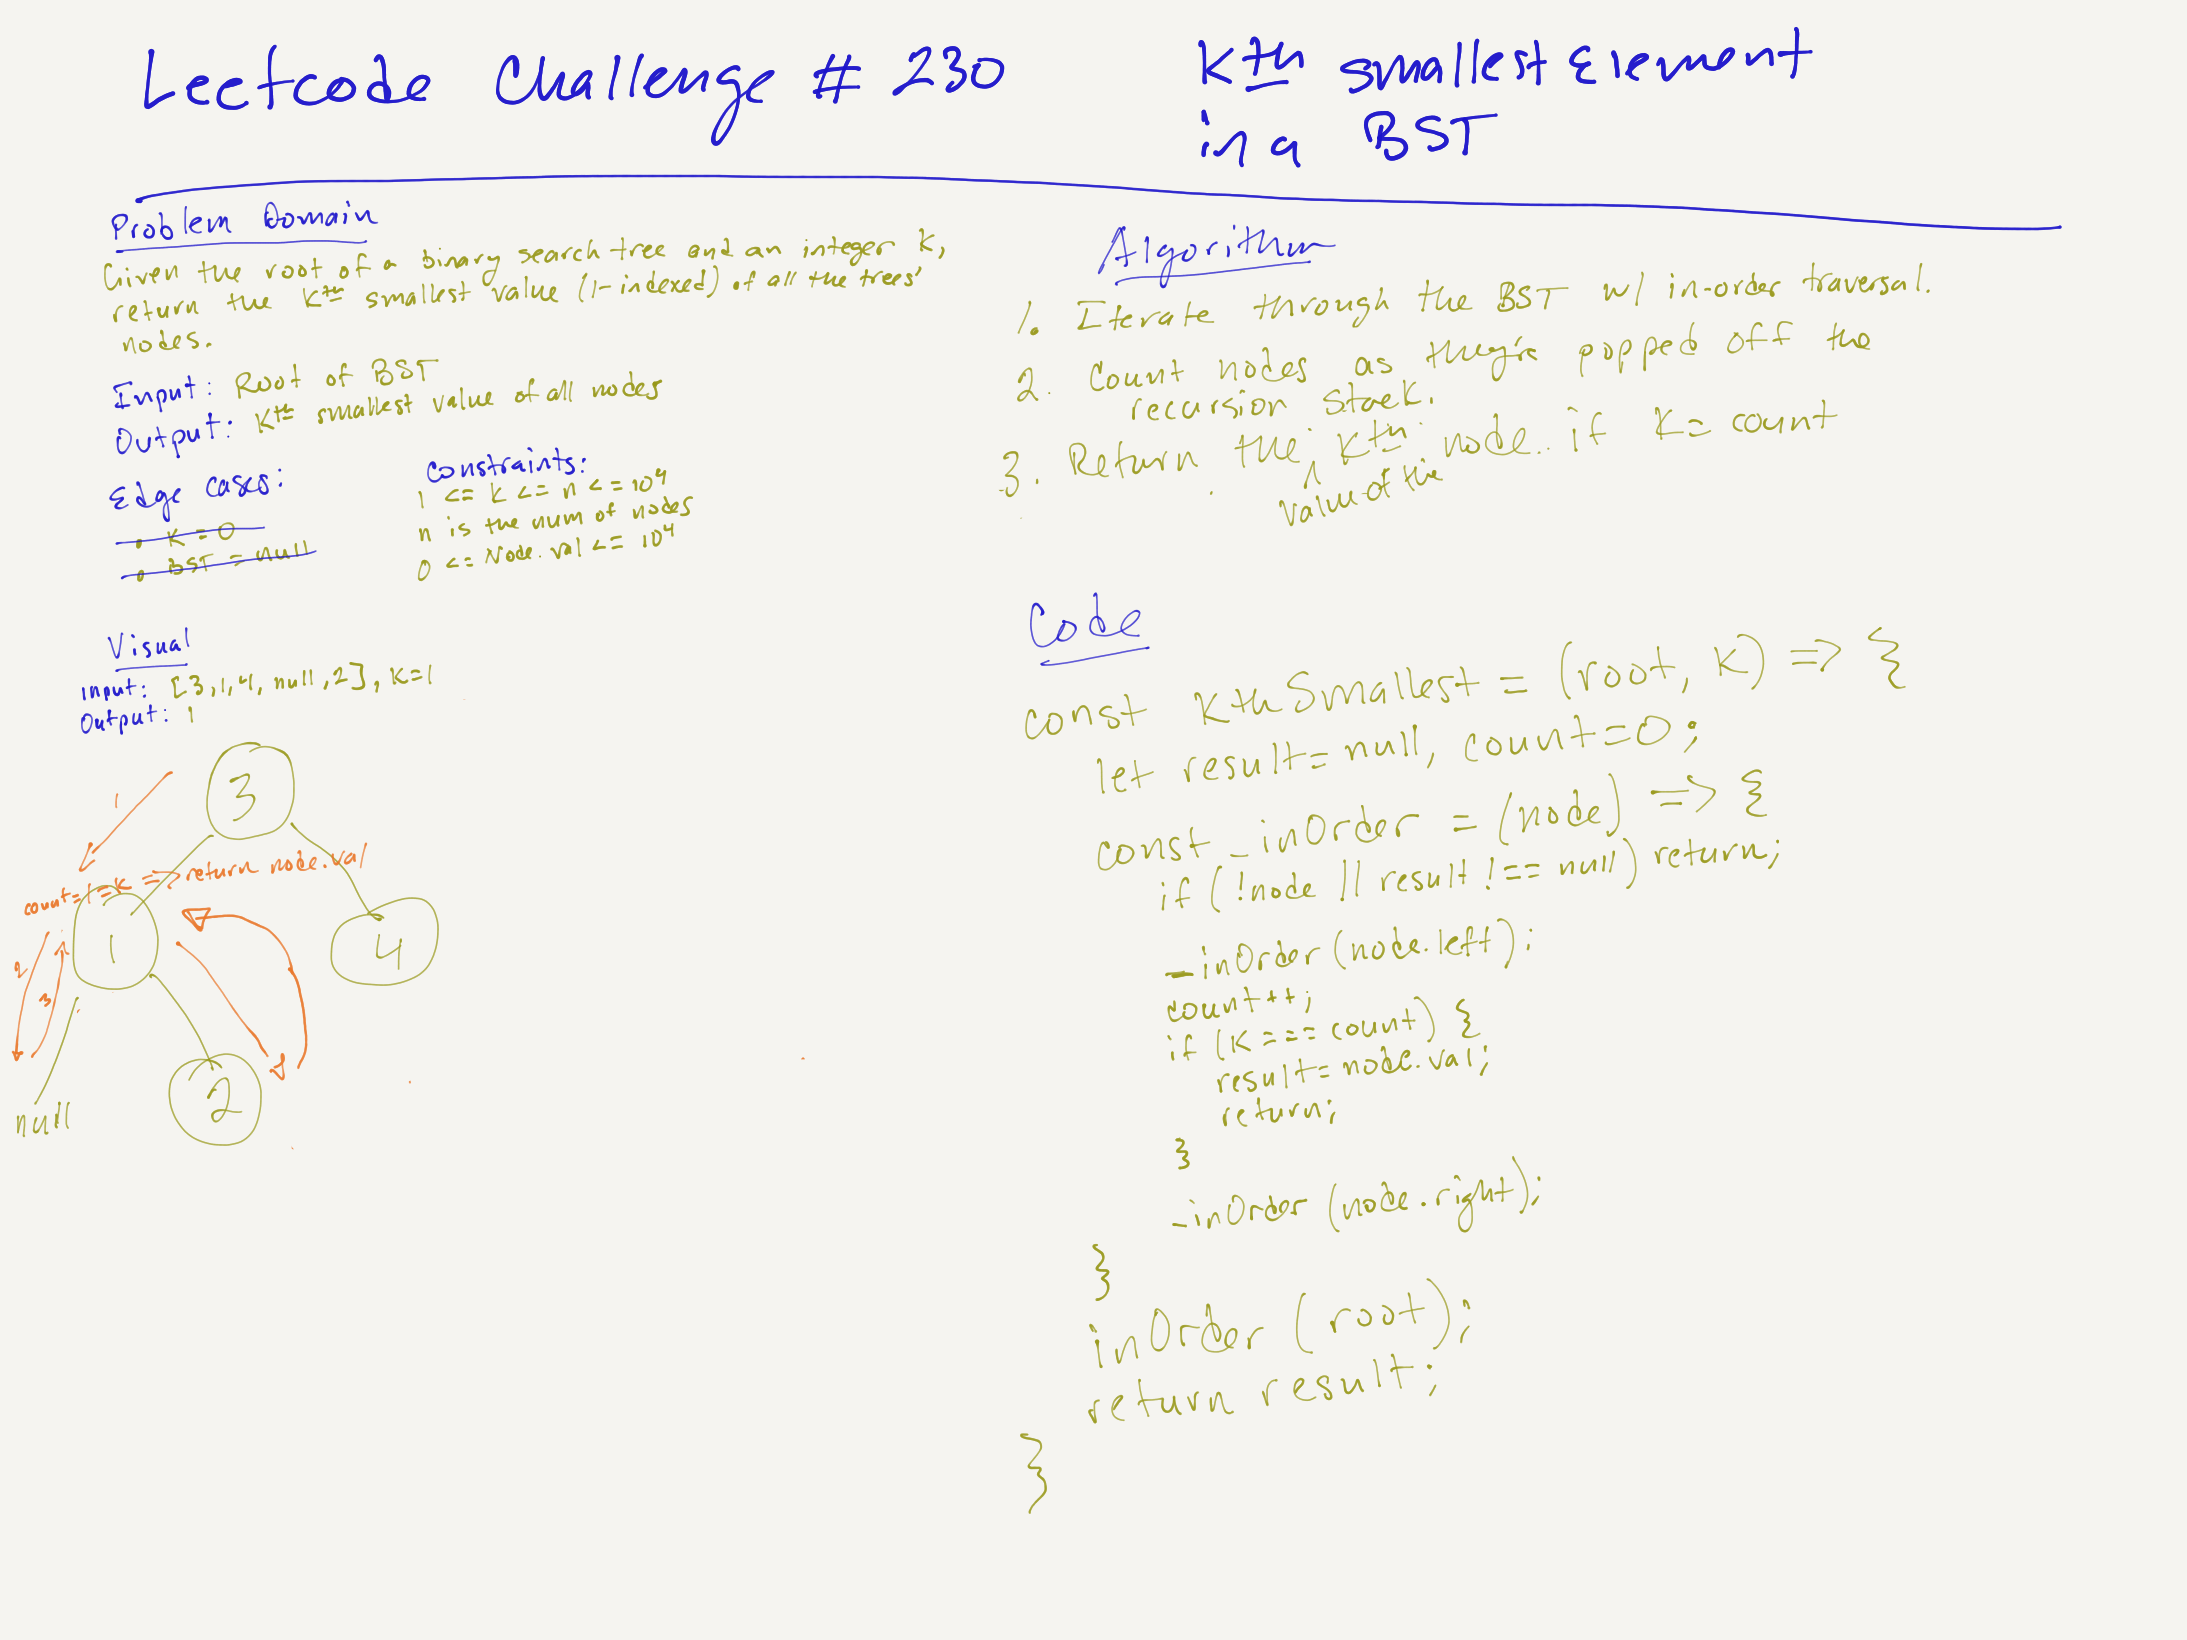 Leetcode Challenge # 230
Kth smallest Element
in a BST
Problem Domain
Given the root of a binary search tree and an integer k,
return the Kth smallest value (1-indexed) of all the trees'
nodes.
Input: Root of BST
Output: Kth smallest value of all nodes
Edge cases:
• K = 0
• BST = null
Constraints:
1 <= k <= n <= 10^4
n is the num of nodes
0 <= Node.val <= 10^4
Visual
input: [3,1,4, null,2], K=1
Output: 1
3
1
count=1=K => return node.val
1
4
2
3
2
null
Algorithm
1. Iterate through the BST w/ in-order traversal.
2. Count nodes as they're popped off the
recursion stack.
3. Return the Kth node if K = count
value of the
Code
const KthSmallest = (root, K) => {
let result = null, count=0;
const _inOrder = (node) => {
if (!node || result !== null) return;
_inOrder (node.left);
count++;
if (K === count) {
result = node.val;
return;
}
_inOrder (node.right);
}
inOrder (root);
return result;
}